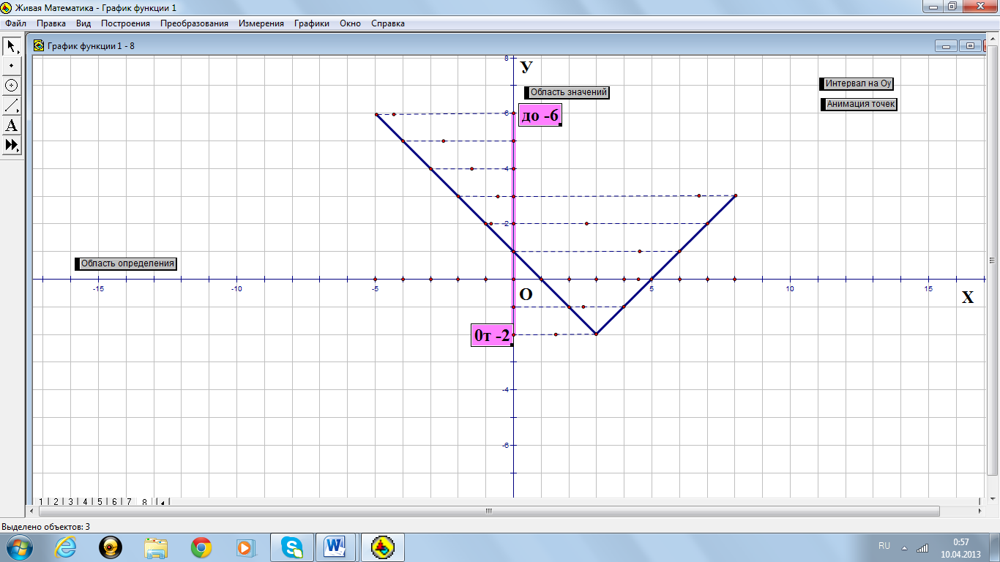 Живая Математика - График функции 1
Файл Правка Вид Построения Преобразования Измерения Графики Окно Справка
График функции 1 - 8
A
8
У
Область значений
Интервал на Оу
Анимация точек
6
до -6
4
2
Область определения
-15 -10 -5 5 10 15
О
Х
0т -2
-4
-6
1 2 3 4 5 6 7 8
Выделено объектов: 3
RU
0:57
10.04.2013